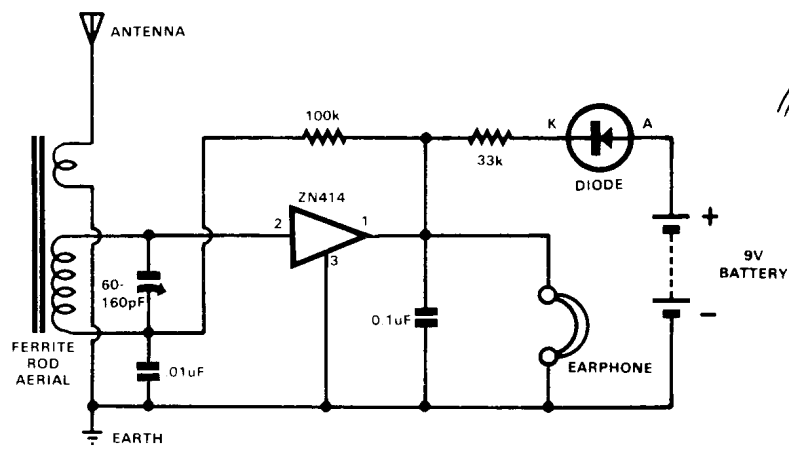 ANTENNA
100k
K
A
33k
DIODE
ZN414
2
1
3
+
9V
BATTERY
60-
160pF
0.1uF
−
FERRITE
ROD
AERIAL
.01uF
EARPHONE
EARTH